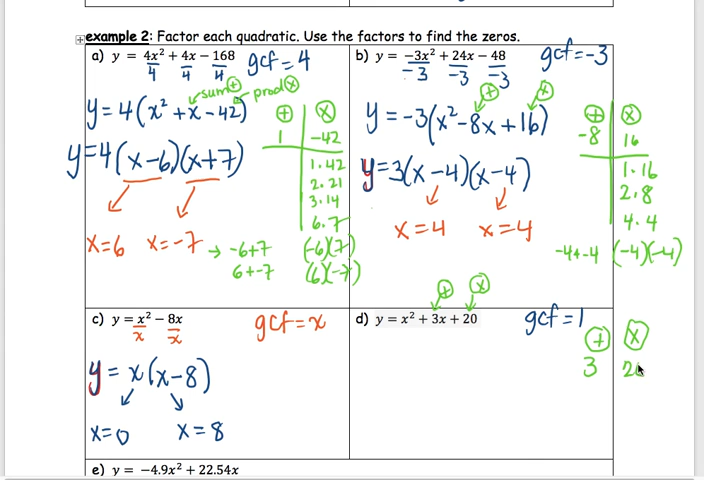 example 2: Factor each quadratic. Use the factors to find the zeros.
a) y = 4x² + 4x – 168 gcf = 4
4 4 4
sum + prod x
y = 4(x² + x – 42)
+ x
1 –42
y = 4(x – 6)(x + 7)
1·42
2·21
3·14
6·7
x = 6 x = –7 → –6+7 (–6)(7)
6+–7 (6)(–7)
b) y = –3x² + 24x – 48 gcf = –3
–3 –3 –3
+ x
y = –3(x² – 8x + 16)
+ x
–8 16
y = 3(x – 4)(x – 4)
1·16
2·8
4·4
x = 4 x = 4
–4+–4 (–4)(–4)
c) y = x² – 8x gcf = x
x x
y = x(x – 8)
x = 0 x = 8
+ x
d) y = x² + 3x + 20 gcf = 1
+ x
3 2
e) y = –4.9x² + 22.54x